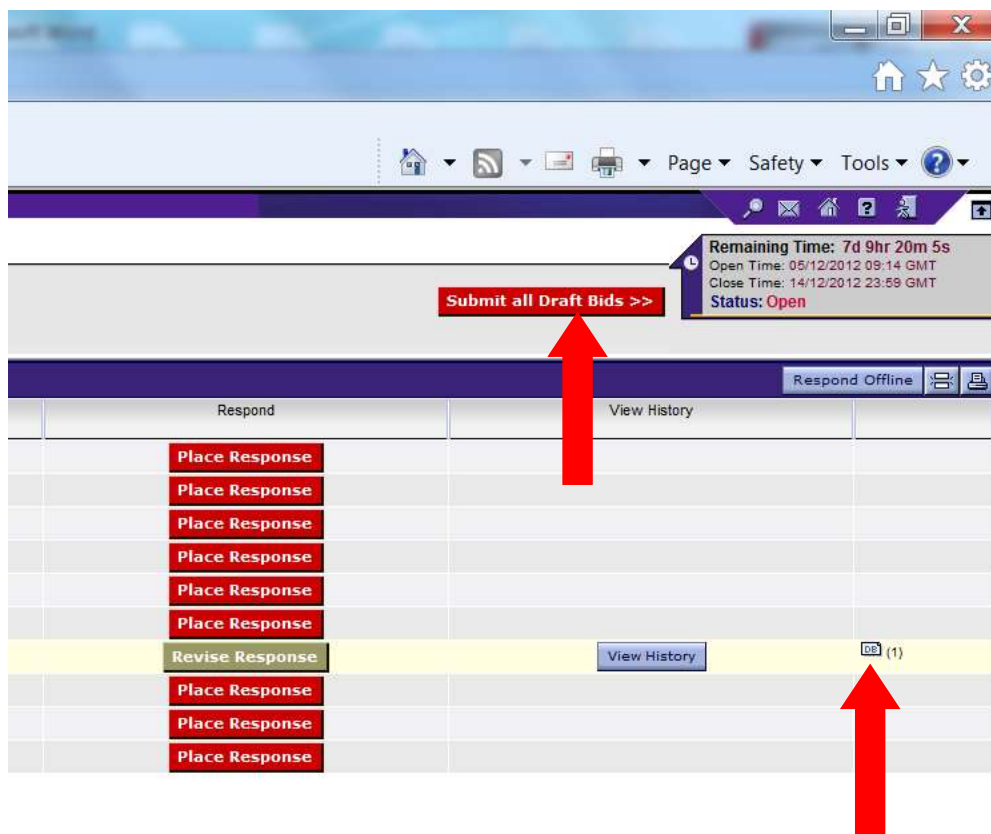 Page Safety Tools
Remaining Time: 7d 9hr 20m 5s
Open Time: 05/12/2012 09:14 GMT
Close Time: 14/12/2012 23:59 GMT
Status: Open
Submit all Draft Bids >>
Respond Offline
Respond View History
Place Response
Place Response
Place Response
Place Response
Place Response
Place Response
Revise Response View History DB (1)
Place Response
Place Response
Place Response